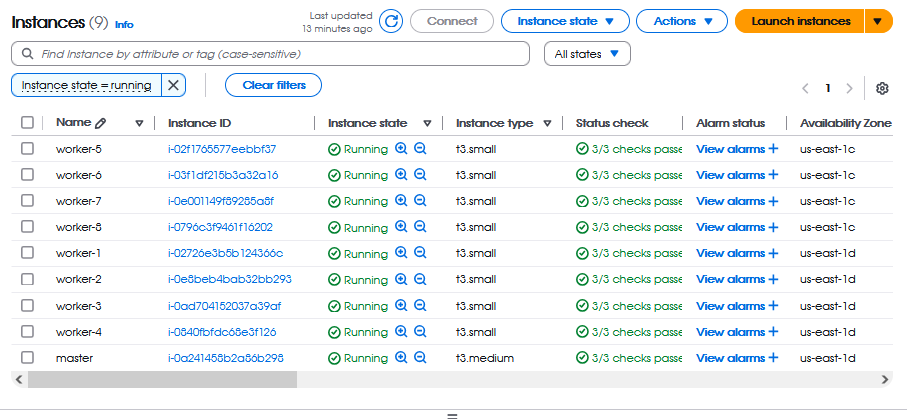 Instances (9) Info Last updated 13 minutes ago Connect Instance state Actions Launch instances
Find Instance by attribute or tag (case-sensitive) All states
Instance state = running Clear filters 1
Name Instance ID Instance state Instance type Status check Alarm status Availability Zone
worker-5 i-02f1765577eebbf37 Running t3.small 3/3 checks passe View alarms + us-east-1c
worker-6 i-03f1df215b3a32a16 Running t3.small 3/3 checks passe View alarms + us-east-1c
worker-7 i-0e001149f89285a8f Running t3.small 3/3 checks passe View alarms + us-east-1c
worker-8 i-0796c3f9461f16202 Running t3.small 3/3 checks passe View alarms + us-east-1c
worker-1 i-02726e3b5b124366c Running t3.small 3/3 checks passe View alarms + us-east-1d
worker-2 i-0e8beb4bab32bb293 Running t3.small 3/3 checks passe View alarms + us-east-1d
worker-3 i-0ad704152037a39af Running t3.small 3/3 checks passe View alarms + us-east-1d
worker-4 i-0840fbfdc68e3f126 Running t3.small 3/3 checks passe View alarms + us-east-1d
master i-0a241458b2a86b298 Running t3.medium 3/3 checks passe View alarms + us-east-1d